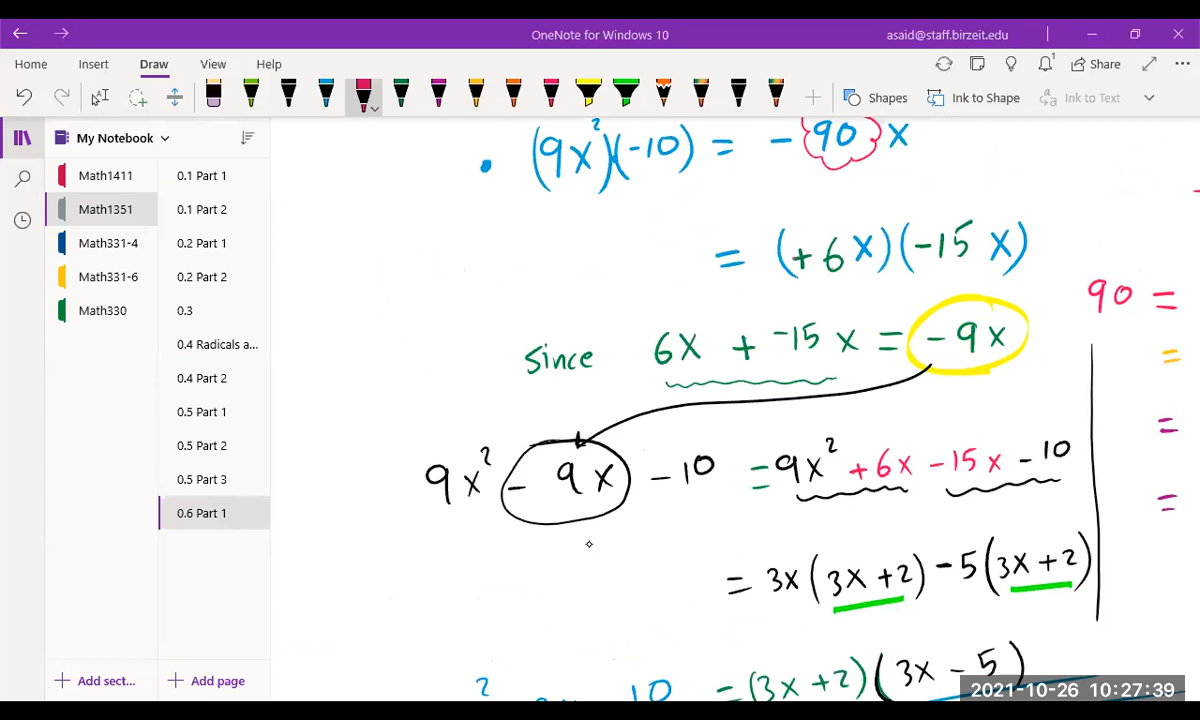 OneNote for Windows 10
asaid@staff.birzeit.edu
Home Insert Draw View Help
Share
Shapes
Ink to Shape
Ink to Text
My Notebook
Math1411
Math1351
Math331-4
Math331-6
Math330
0.1 Part 1
0.1 Part 2
0.2 Part 1
0.2 Part 2
0.3
0.4 Radicals a...
0.4 Part 2
0.5 Part 1
0.5 Part 2
0.5 Part 3
0.6 Part 1
Add sect...
Add page
• (9x²)(-10) = - 90 x
= (+6x)(-15x)
90 =
=
Since 6x + -15x = -9x
=
9x² - 9x - 10 = 9x² +6x -15x -10
=
= 3x(3x+2) -5(3x+2)
2 10 = (3x+2)(3x-5)
2021-10-26 10:27:39